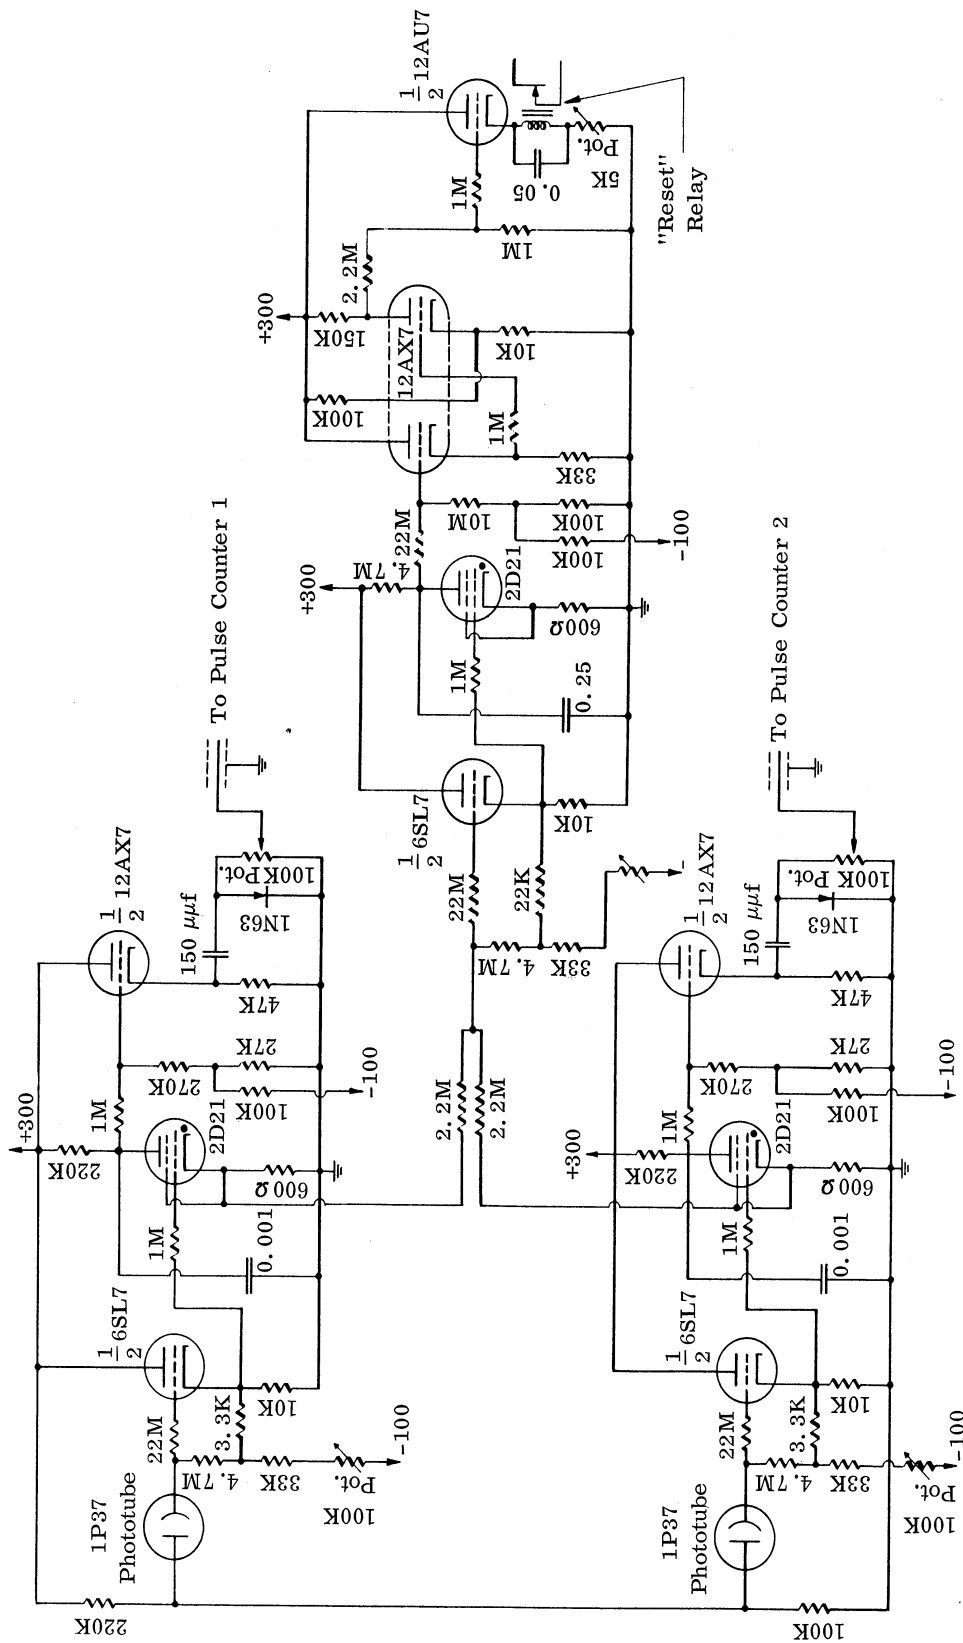 1/2 12AU7
+300
150K
2.2M
1M
0.05
Pot.
5K
"Reset"
Relay
1M
100K
12AX7
10K
1M
33K
To Pulse Counter 1
+300
4.7M
22M
10M
100K
100K
-100
2D21
600Ω
1M
0.25
1/2 6SL7
10K
22M
22K
4.7M
33K
-
To Pulse Counter 2
1/2 12AX7
150 μμf
100K Pot.
1N63
47K
+300
220K
1M
270K
27K
100K
-100
2D21
600Ω
1M
0.001
2.2M
2.2M
1/2 6SL7
22M
10K
3.3K
4.7M
33K
Pot.
100K
-100
1P37
Phototube
220K
1/2 12AX7
150 μμf
100K Pot.
1N63
47K
+300
220K
1M
270K
27K
100K
-100
2D21
600Ω
1M
0.001
1/2 6SL7
22M
10K
3.3K
4.7M
33K
Pot.
100K
-100
1P37
Phototube
100K